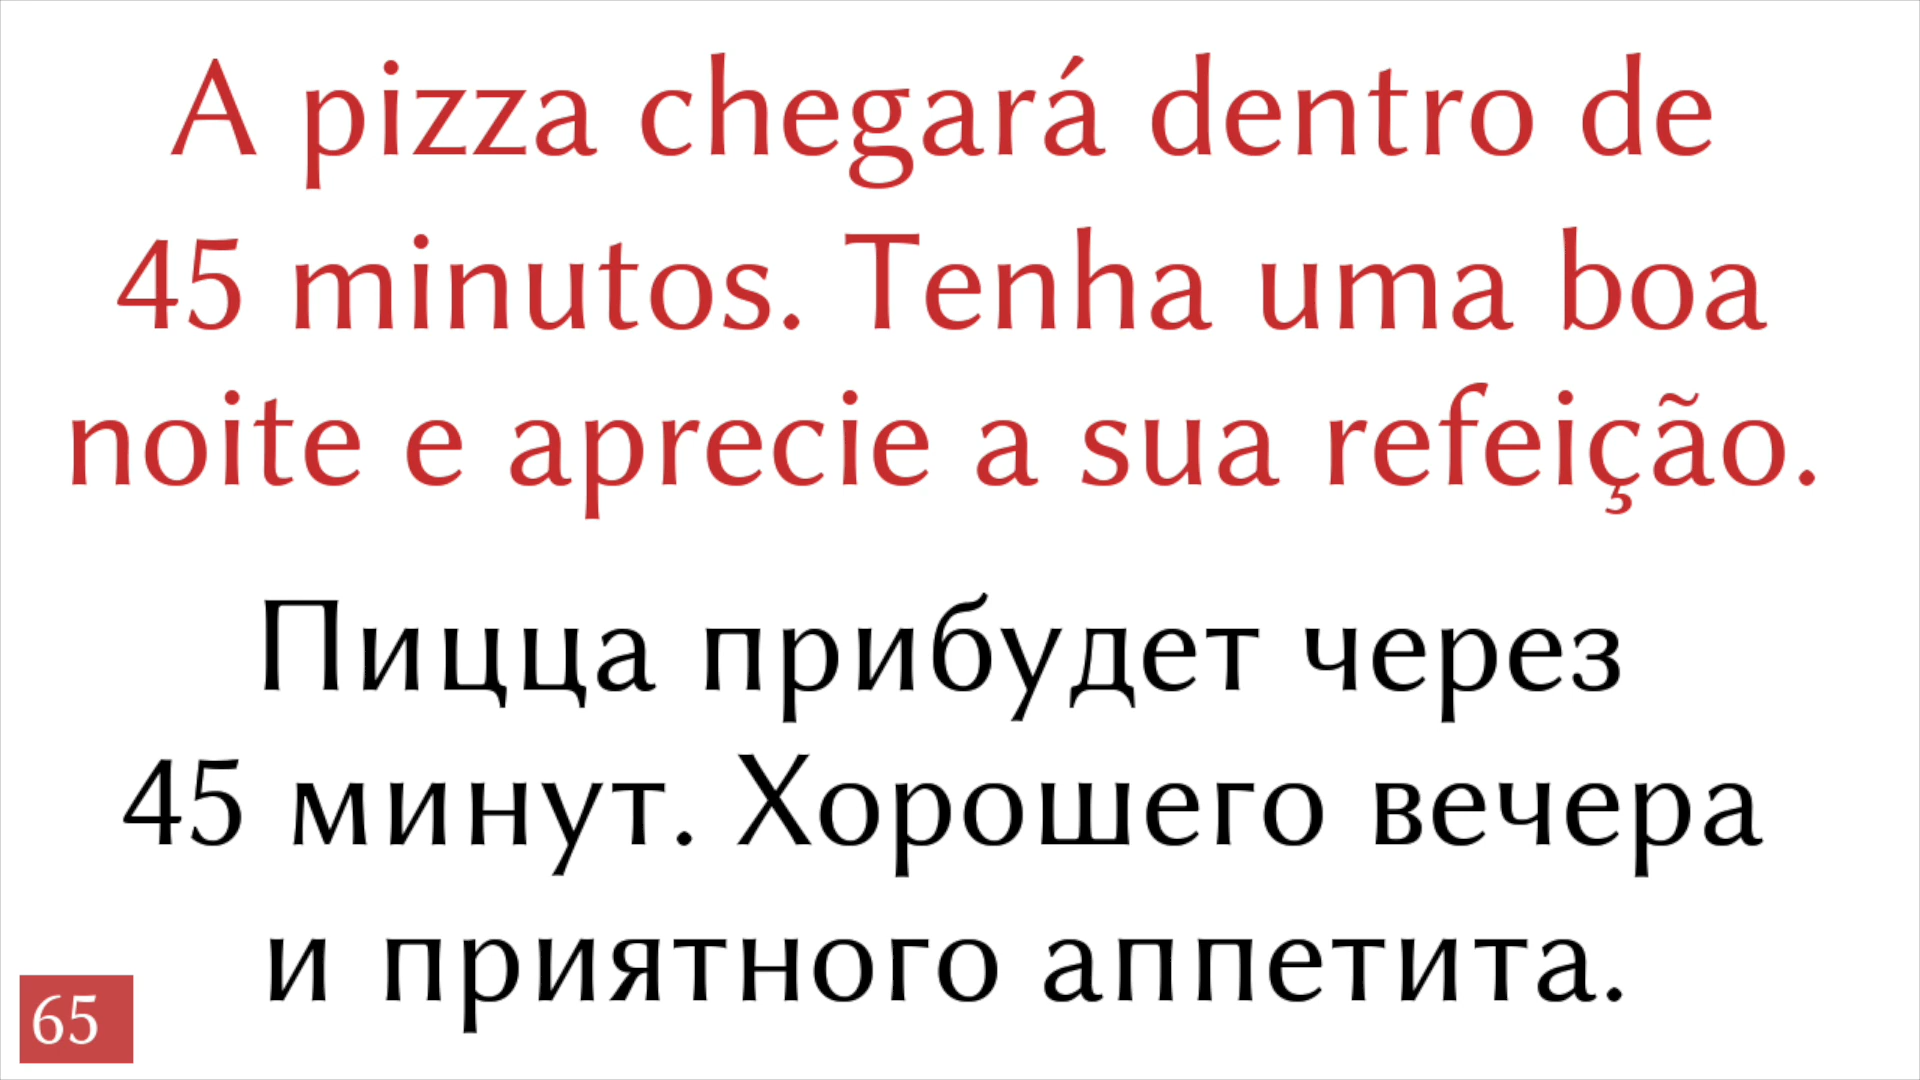 A pizza chegará dentro de
45 minutos. Tenha uma boa
noite e aprecie a sua refeição.
Пицца прибудет через
45 минут. Хорошего вечера
и приятного аппетита.
65